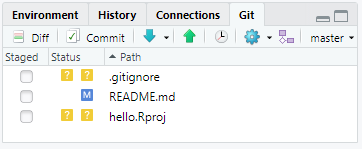 Environment History Connections Git
Diff Commit master
Staged Status Path
? ? .gitignore
M README.md
? ? hello.Rproj